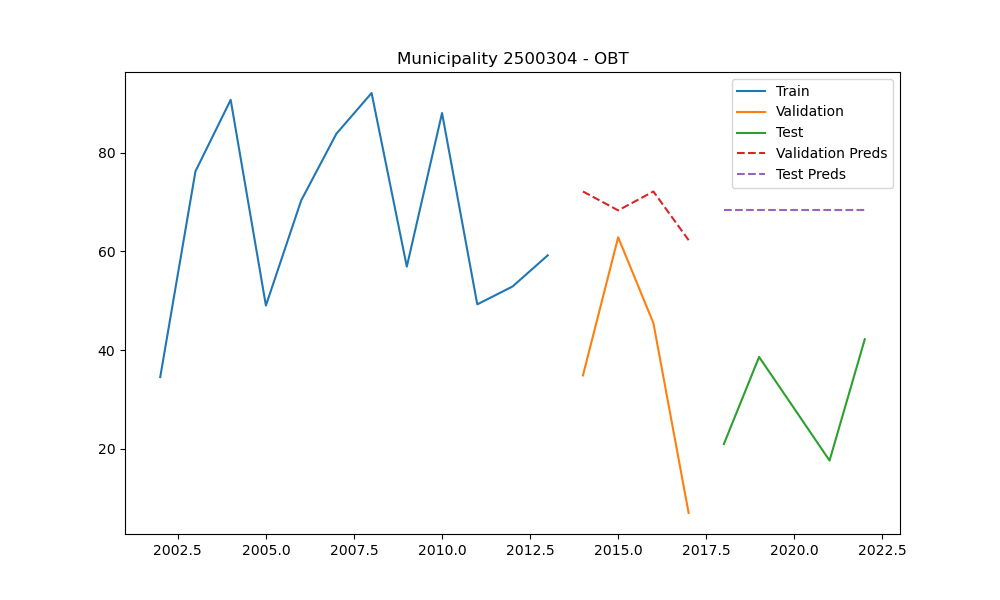 Municipality 2500304 - OBT
Train
Validation
Test
Validation Preds
Test Preds
80
60
40
20
2002.5 2005.0 2007.5 2010.0 2012.5 2015.0 2017.5 2020.0 2022.5